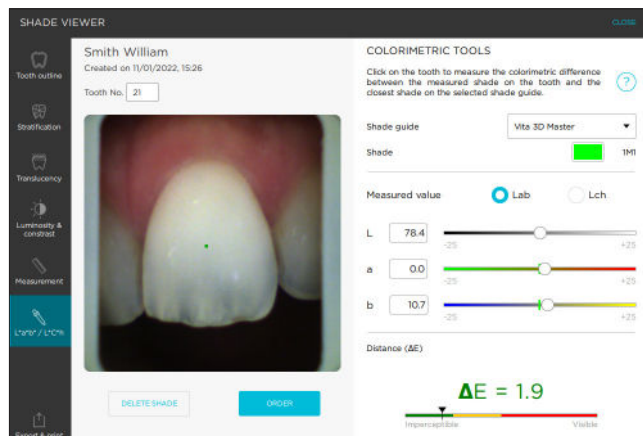 SHADE VIEWER
CLOSE
Tooth outline
Stratification
Translucency
Luminosity &
constrast
Measurement
L*a*b* / L*C*h
Export & print
Smith William
Created on 11/01/2022, 15:26
Tooth No. 21
DELETE SHADE
ORDER
COLORIMETRIC TOOLS
Click on the tooth to measure the colorimetric difference
between the measured shade on the tooth and the
closest shade on the selected shade guide.
?
Shade guide Vita 3D Master
Shade 1M1
Measured value Lab Lch
L 78.4
-25 +25
a 0.0
-25 +25
b 10.7
-25 +25
Distance (ΔE)
ΔE = 1.9
Imperceptible Visible